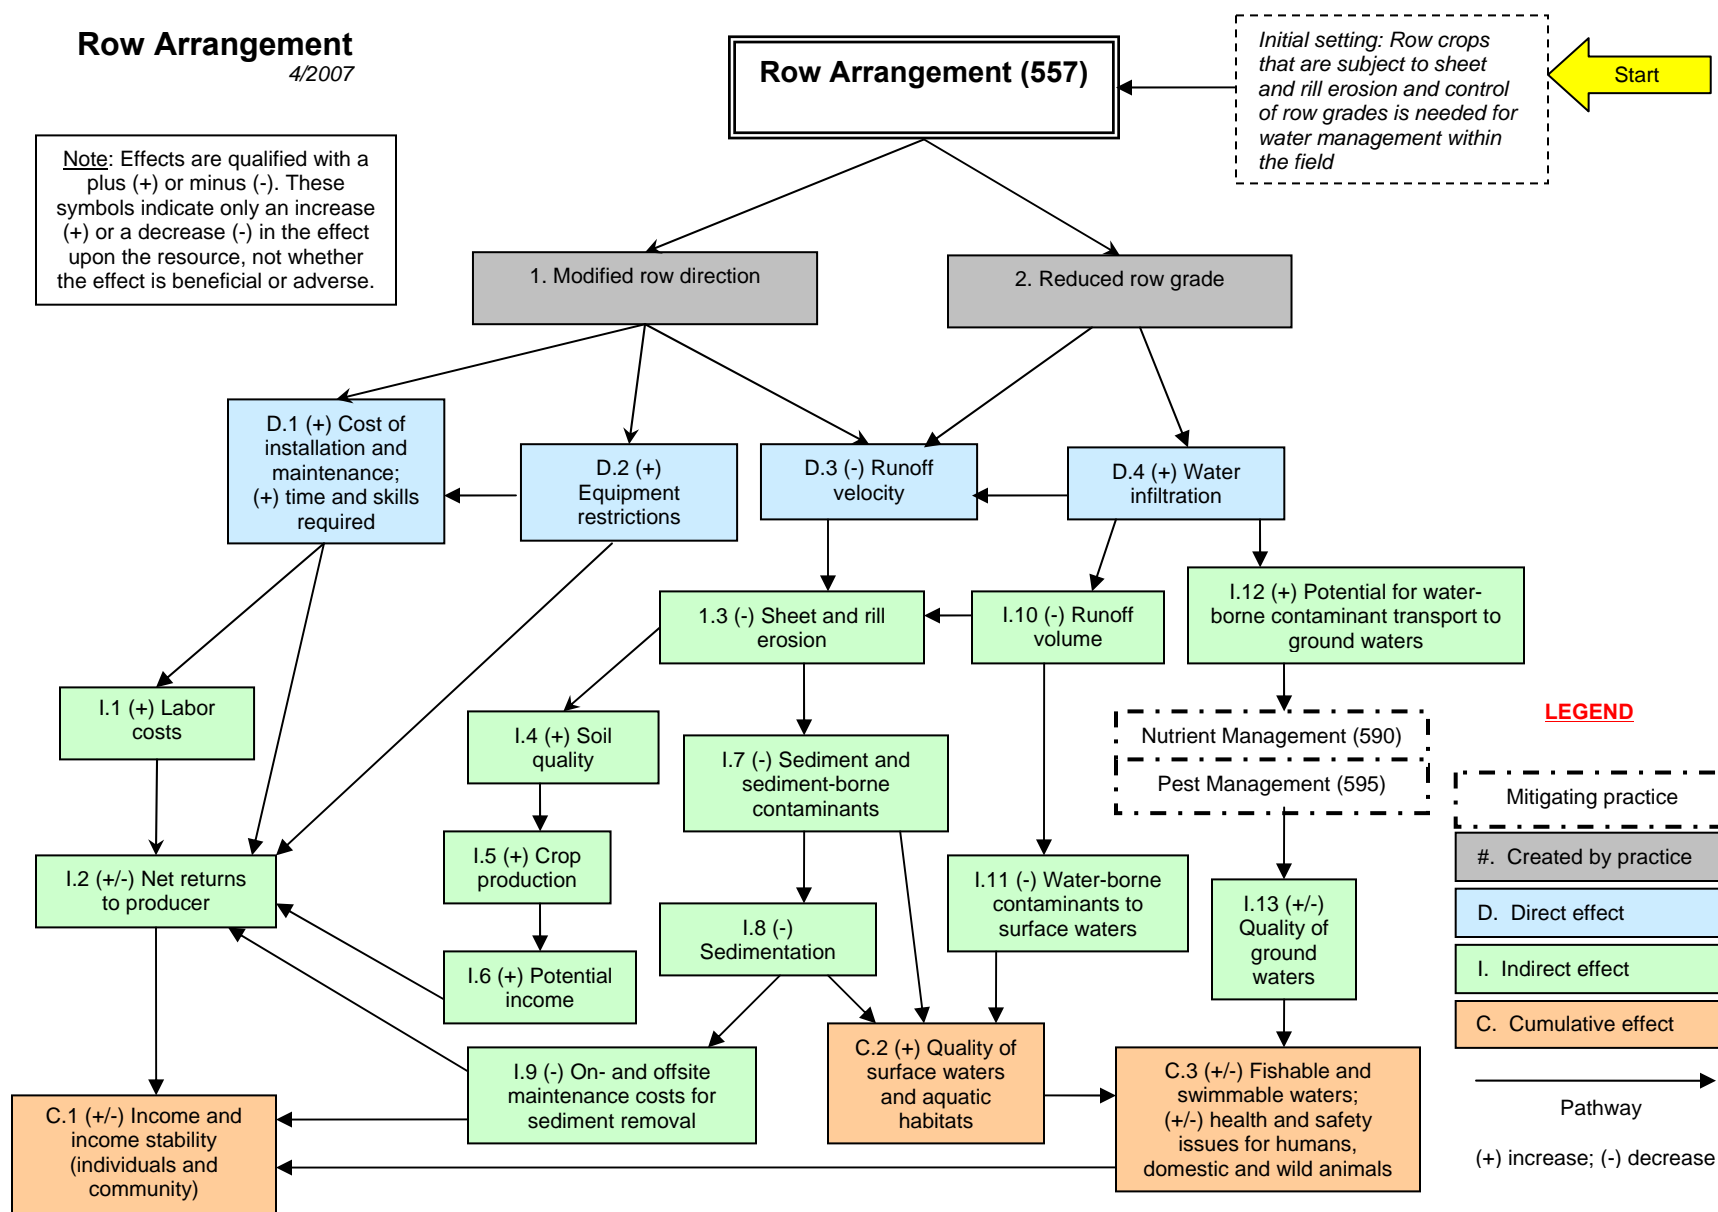 Row Arrangement
4/2007
Row Arrangement (557)
Initial setting: Row crops
that are subject to sheet
and rill erosion and control
of row grades is needed for
water management within
the field
Start
Note: Effects are qualified with a
plus (+) or minus (-). These
symbols indicate only an increase
(+) or a decrease (-) in the effect
upon the resource, not whether
the effect is beneficial or adverse.
1. Modified row direction
2. Reduced row grade
D.1 (+) Cost of
installation and
maintenance;
(+) time and skills
required
D.2 (+)
Equipment
restrictions
D.3 (-) Runoff
velocity
D.4 (+) Water
infiltration
1.3 (-) Sheet and rill
erosion
I.10 (-) Runoff
volume
I.12 (+) Potential for water-
borne contaminant transport to
ground waters
I.1 (+) Labor
costs
I.4 (+) Soil
quality
I.7 (-) Sediment and
sediment-borne
contaminants
Nutrient Management (590)
Pest Management (595)
LEGEND
Mitigating practice
#. Created by practice
D. Direct effect
I. Indirect effect
C. Cumulative effect
Pathway
(+) increase; (-) decrease
I.2 (+/-) Net returns
to producer
I.5 (+) Crop
production
I.6 (+) Potential
income
I.8 (-)
Sedimentation
I.11 (-) Water-borne
contaminants to
surface waters
I.13 (+/-)
Quality of
ground
waters
I.9 (-) On- and offsite
maintenance costs for
sediment removal
C.2 (+) Quality of
surface waters
and aquatic
habitats
C.3 (+/-) Fishable and
swimmable waters;
(+/-) health and safety
issues for humans,
domestic and wild animals
C.1 (+/-) Income and
income stability
(individuals and
community)